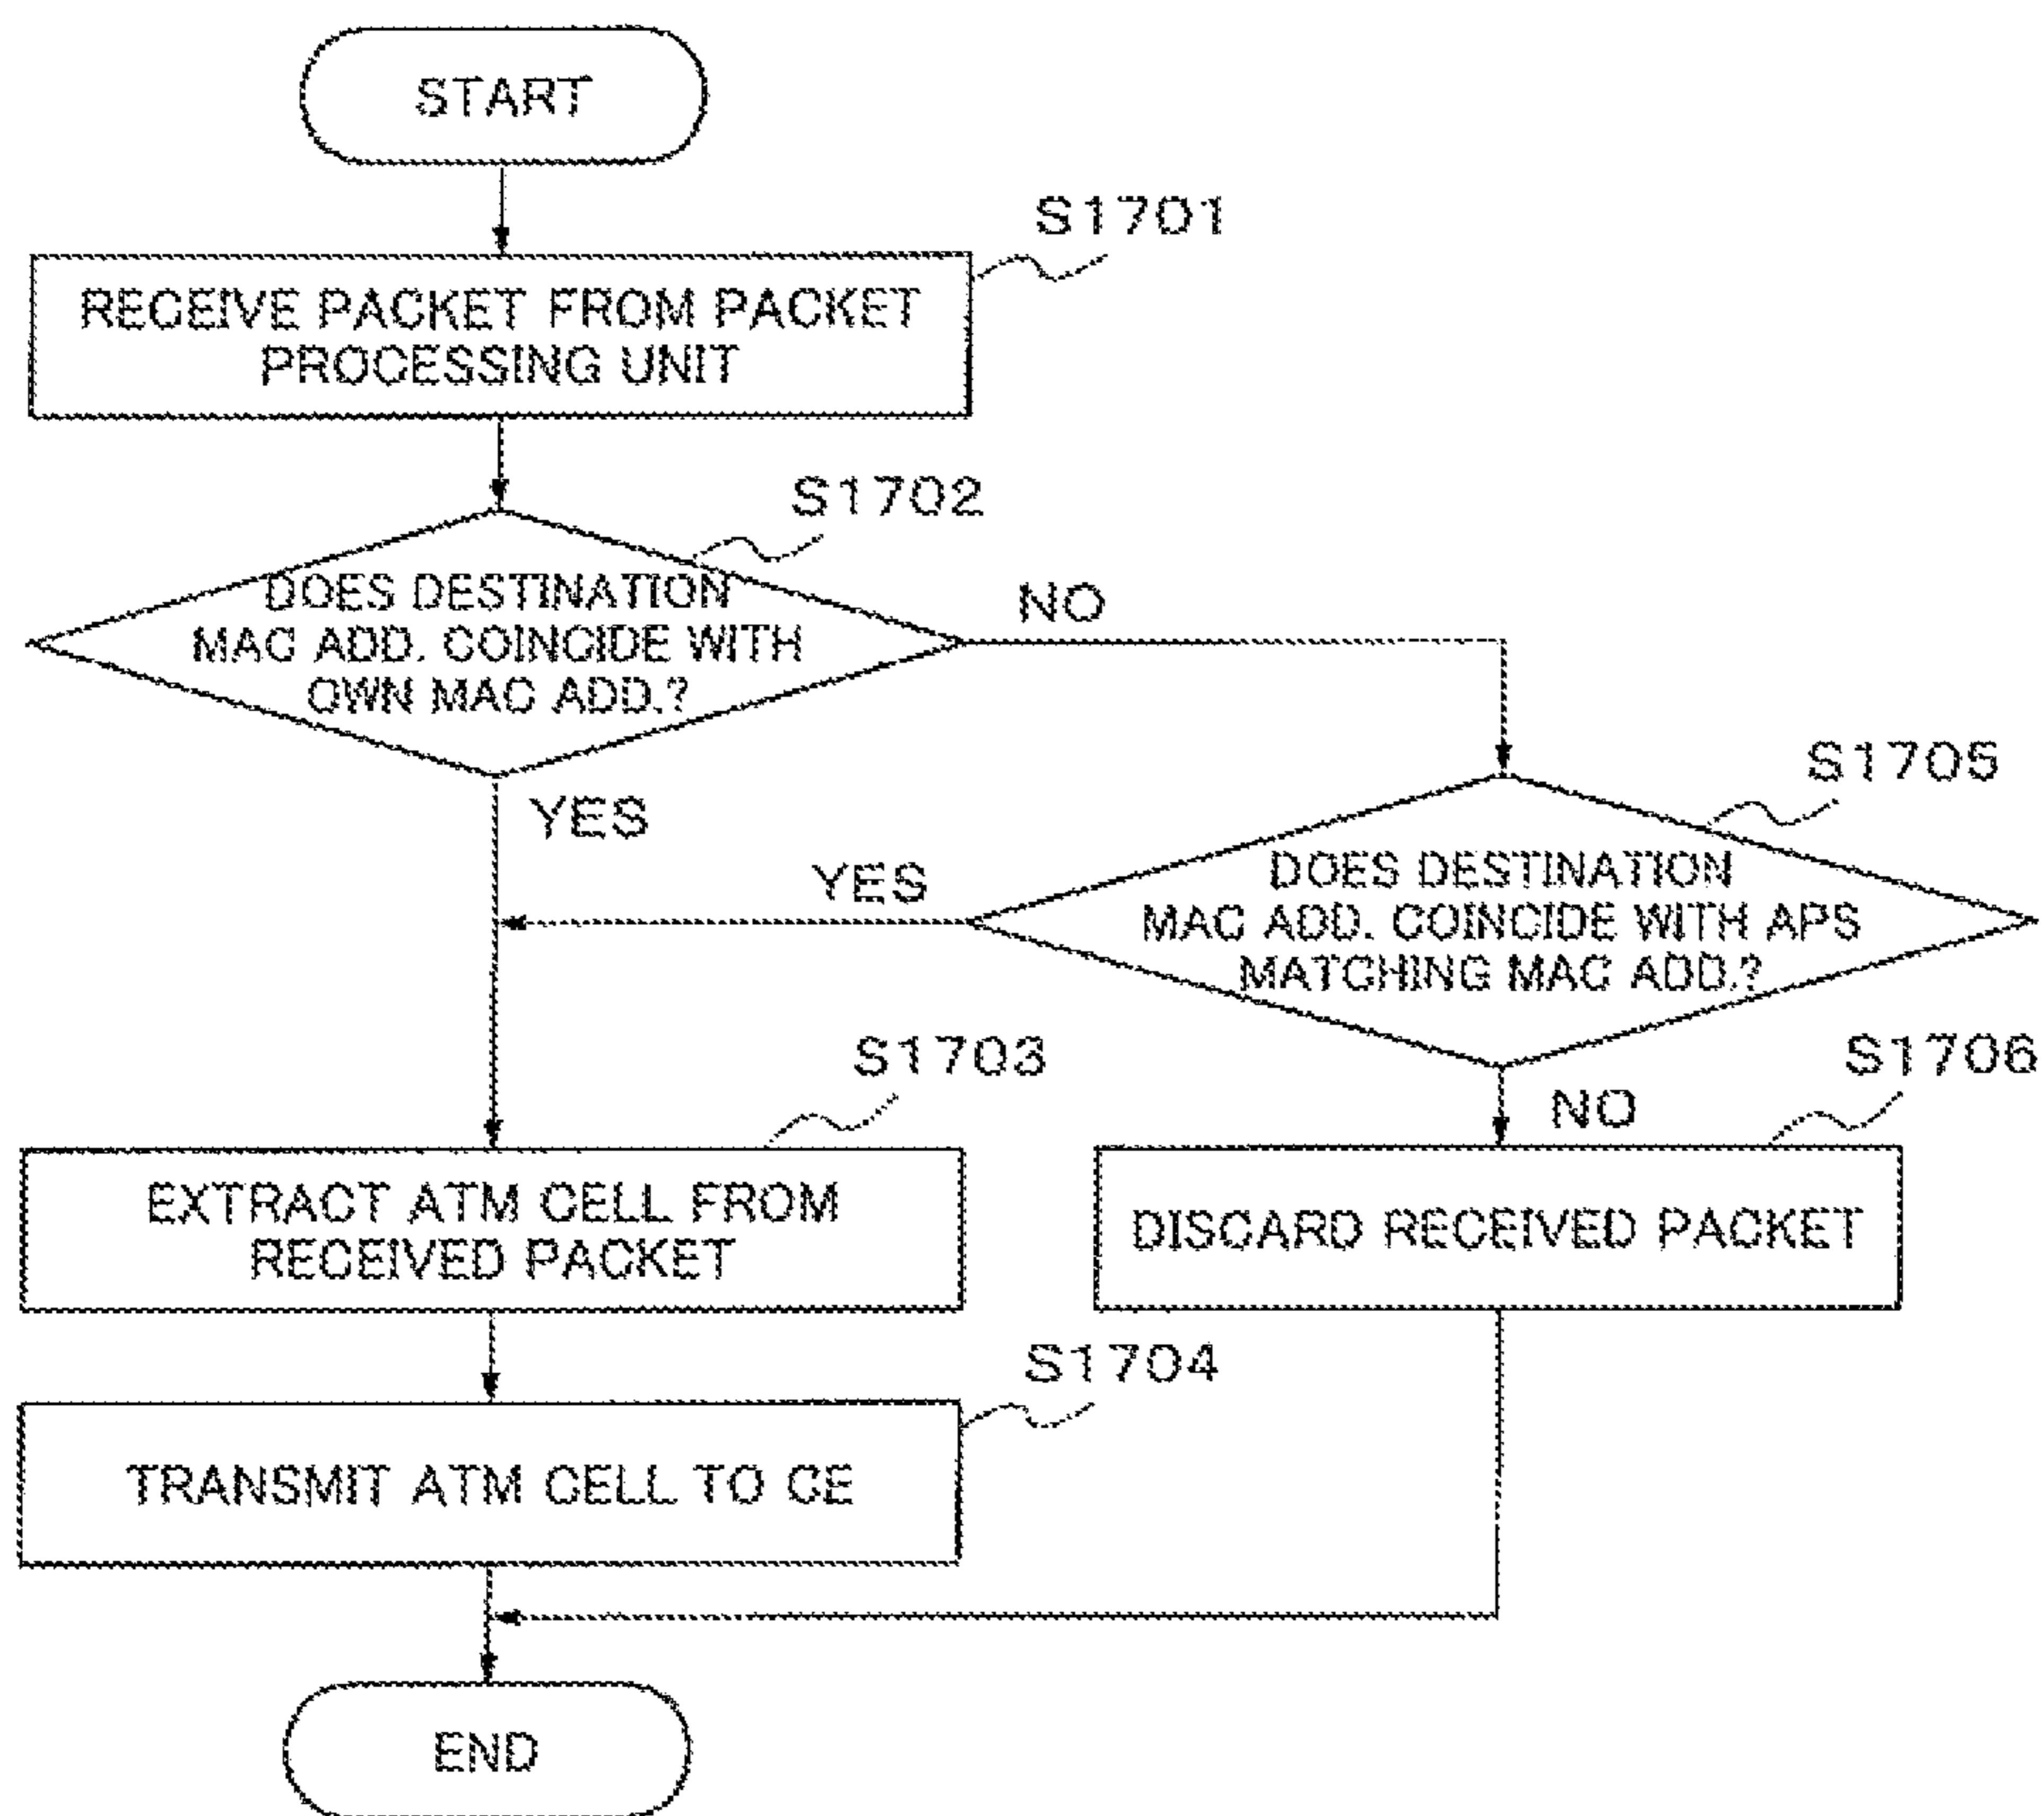 START
S1701
RECEIVE PACKET FROM PACKET
PROCESSING UNIT
S1702
DOES DESTINATION
MAC ADD. COINCIDE WITH
OWN MAC ADD.?
NO
YES
S1705
DOES DESTINATION
MAC ADD. COINCIDE WITH APS
MATCHING MAC ADD.?
YES
NO
S1703
EXTRACT ATM CELL FROM
RECEIVED PACKET
S1706
DISCARD RECEIVED PACKET
S1704
TRANSMIT ATM CELL TO CE
END